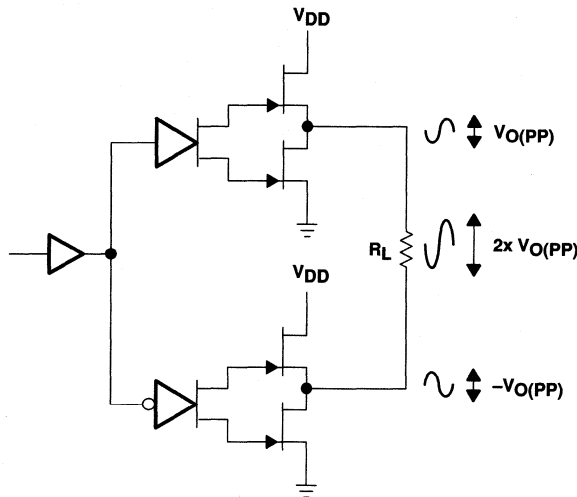 VDD
VO(PP)
RL
2x VO(PP)
VDD
–VO(PP)